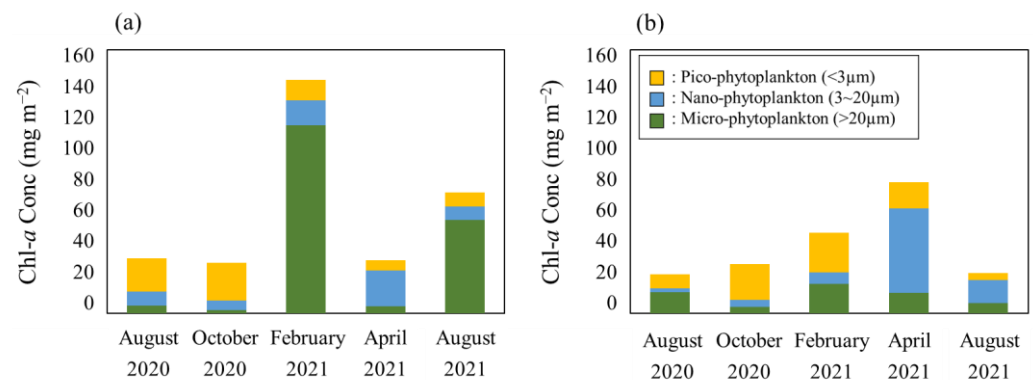 (a)
160
140
120
100
80
60
40
20
0
Chl-a Conc (mg m−2)
August October February April August
2020 2020 2021 2021 2021
(b)
160
140
120
100
80
60
40
20
0
Chl-a Conc (mg m−2)
: Pico-phytoplankton (<3μm)
: Nano-phytoplankton (3~20μm)
: Micro-phytoplankton (>20μm)
August October February April August
2020 2020 2021 2021 2021